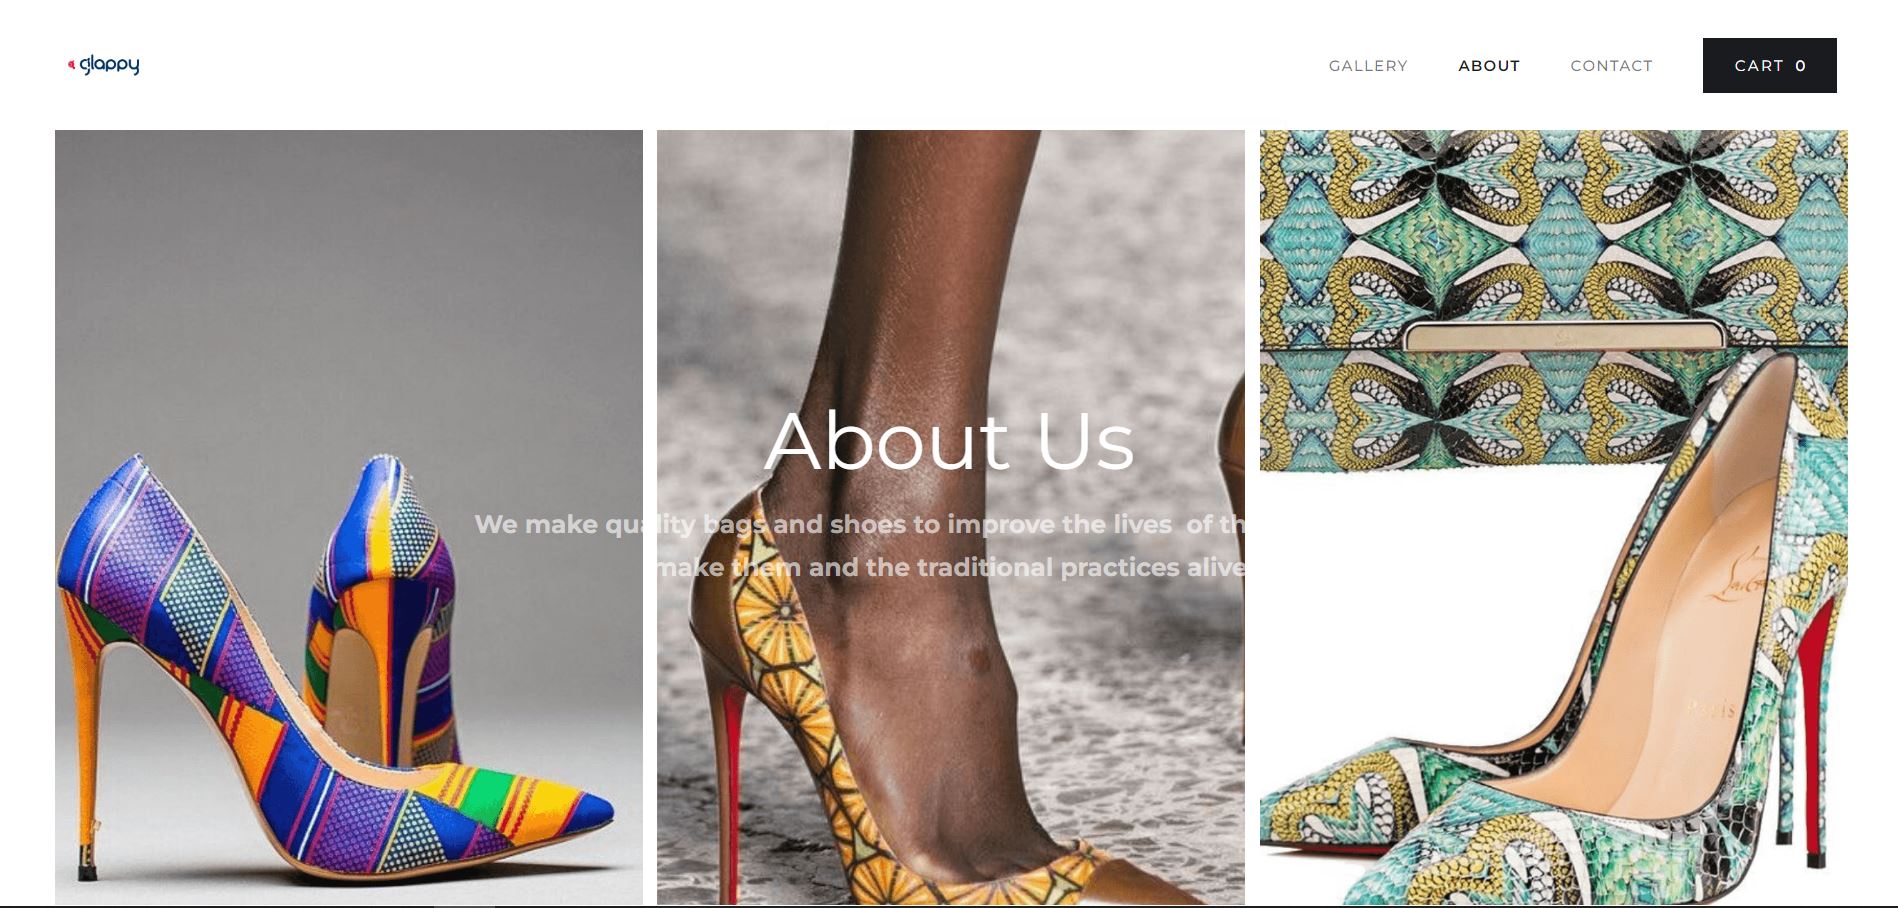 glappy
GALLERY ABOUT CONTACT CART 0
About Us
We make quality bags and shoes to improve the lives of th
make them and the traditional practices alive
Paris